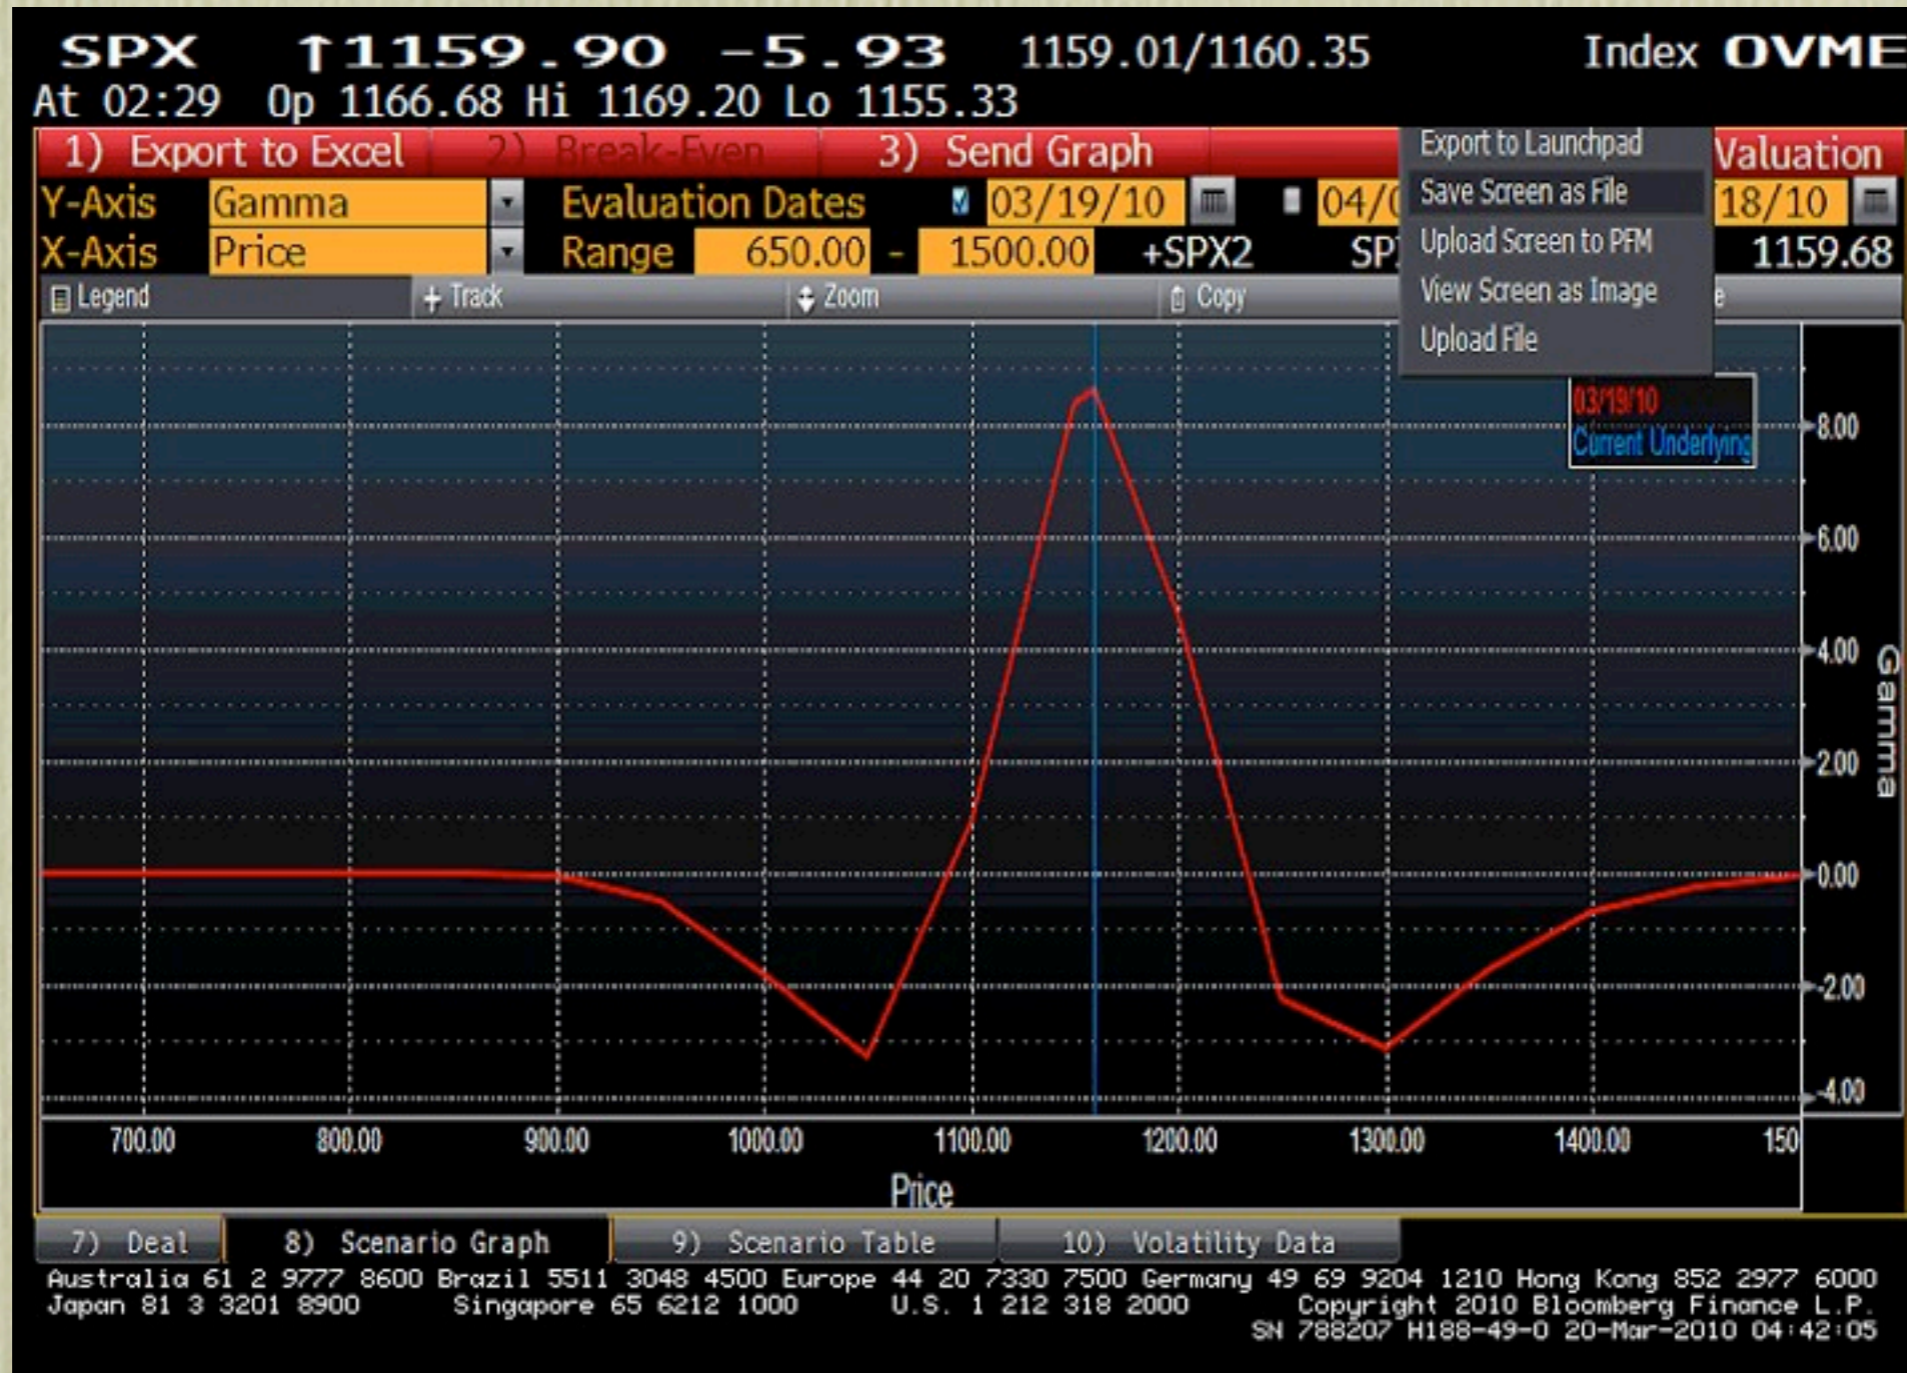 SPX ↑1159.90 -5.93 1159.01/1160.35 Index OVME
At 02:29 Op 1166.68 Hi 1169.20 Lo 1155.33
1) Export to Excel 2) Break-Even 3) Send Graph Valuation
Export to Launchpad
Save Screen as File
Upload Screen to PFM
View Screen as Image
Upload File
Y-Axis Gamma Evaluation Dates 03/19/10 04/ 18/10
X-Axis Price Range 650.00 - 1500.00 +SPX2 SP 1159.68
Legend + Track Zoom Copy
03/19/10
Current Underlying
8.00
6.00
4.00
2.00
0.00
-2.00
-4.00
Gamma
700.00 800.00 900.00 1000.00 1100.00 1200.00 1300.00 1400.00 150
Price
7) Deal 8) Scenario Graph 9) Scenario Table 10) Volatility Data
Australia 61 2 9777 8600 Brazil 5511 3048 4500 Europe 44 20 7330 7500 Germany 49 69 9204 1210 Hong Kong 852 2977 6000
Japan 81 3 3201 8900 Singapore 65 6212 1000 U.S. 1 212 318 2000 Copyright 2010 Bloomberg Finance L.P.
SN 788207 H188-49-0 20-Mar-2010 04:42:05